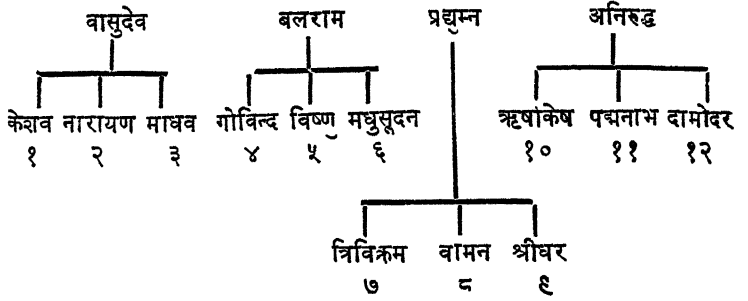 वासुदेव बलराम प्रद्युम्न अनिरुद्ध
केशव नारायण माधव गोविन्द विष्णु मधुसूदन ऋषीकेष पद्मनाभ दामोदर
१ २ ३ ४ ५ ६ १० ११ १२
त्रिविक्रम वामन श्रीधर
७ ८ ९